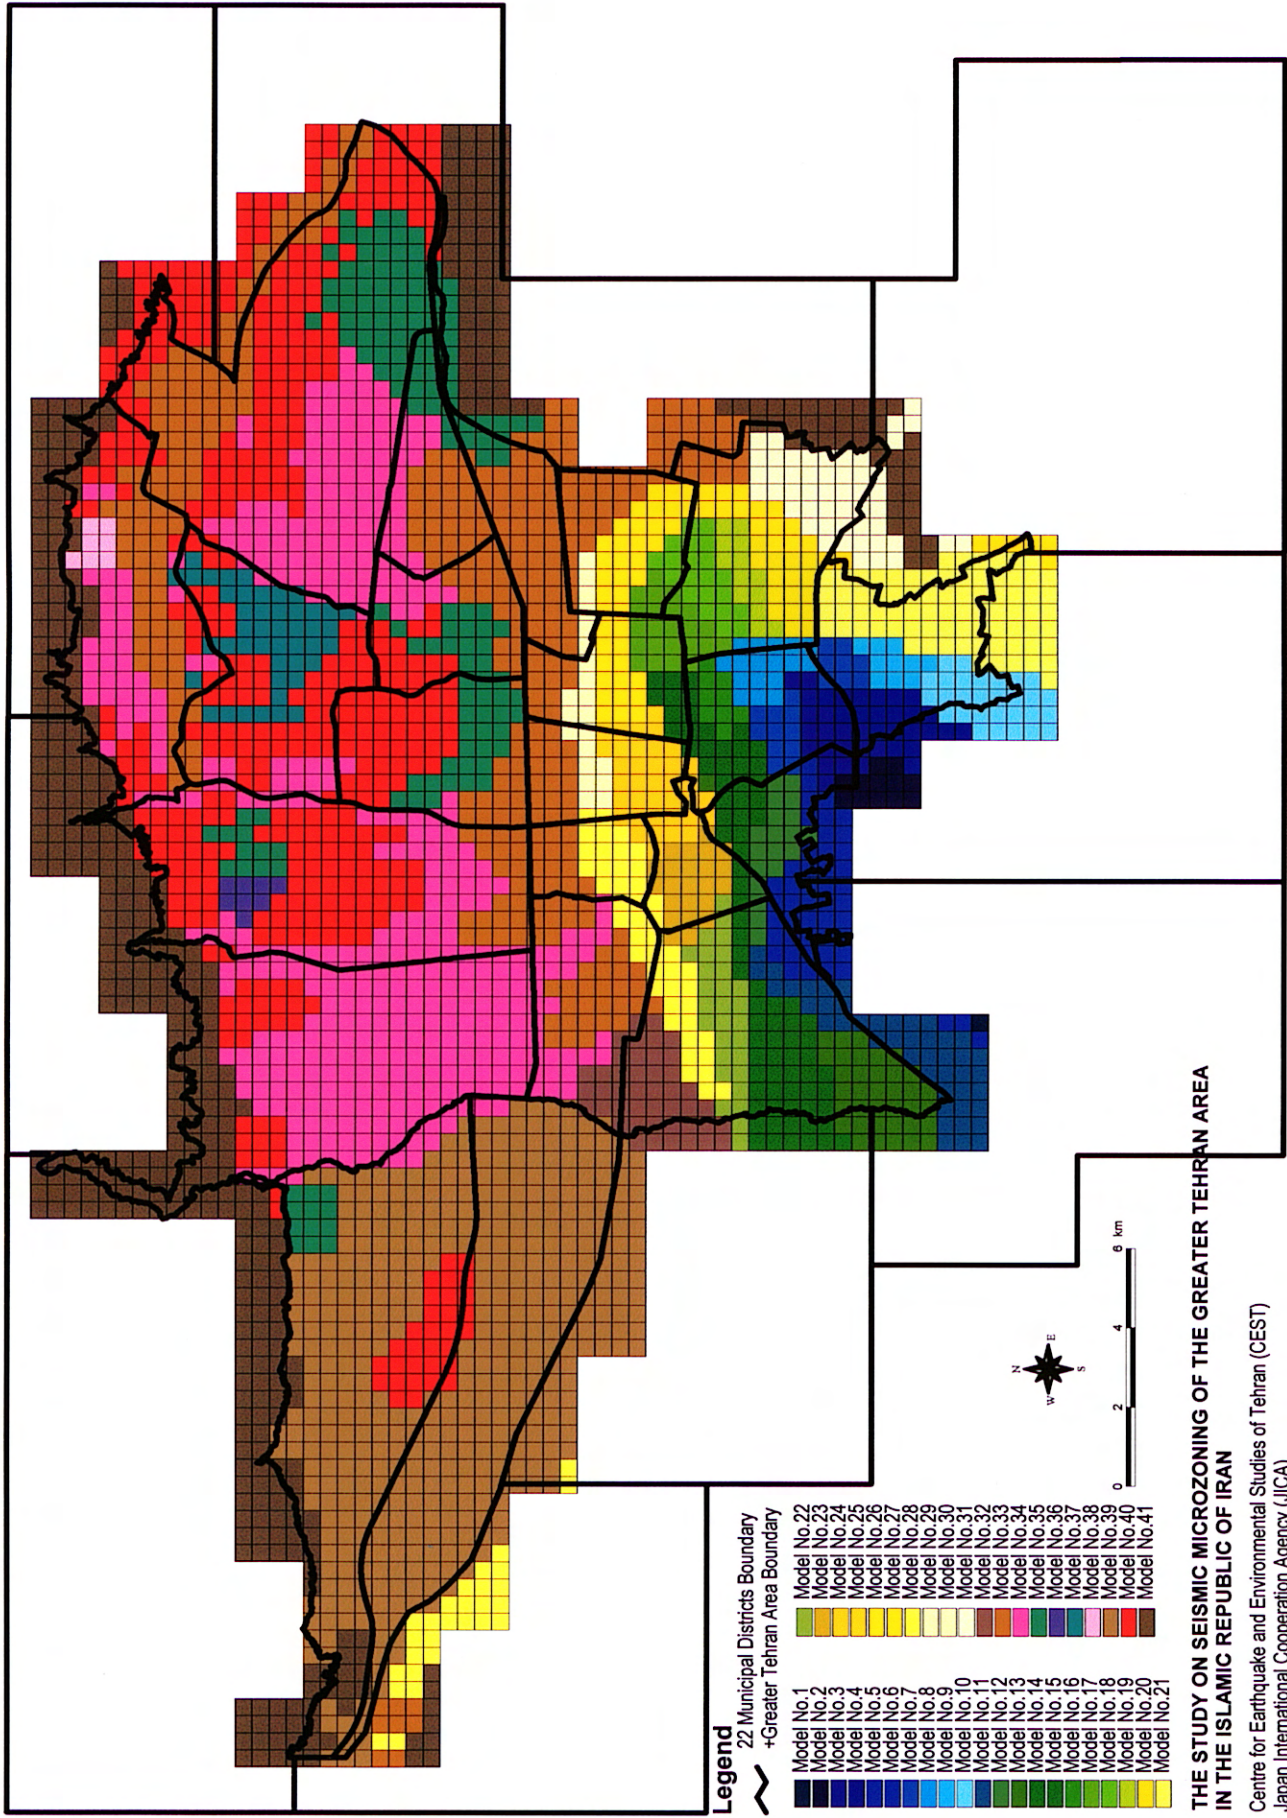 Legend
22 Municipal Districts Boundary
+Greater Tehran Area Boundary
Model No.1
Model No.2
Model No.3
Model No.4
Model No.5
Model No.6
Model No.7
Model No.8
Model No.9
Model No.10
Model No.11
Model No.12
Model No.13
Model No.14
Model No.15
Model No.16
Model No.17
Model No.18
Model No.19
Model No.20
Model No.21
Model No.22
Model No.23
Model No.24
Model No.25
Model No.26
Model No.27
Model No.28
Model No.29
Model No.30
Model No.31
Model No.32
Model No.33
Model No.34
Model No.35
Model No.36
Model No.37
Model No.38
Model No.39
Model No.40
Model No.41
N
W E
S
0 2 4 6 km
THE STUDY ON SEISMIC MICROZONING OF THE GREATER TEHRAN AREA
IN THE ISLAMIC REPUBLIC OF IRAN
Centre for Earthquake and Environmental Studies of Tehran (CEST)
Japan International Cooperation Agency (JICA)